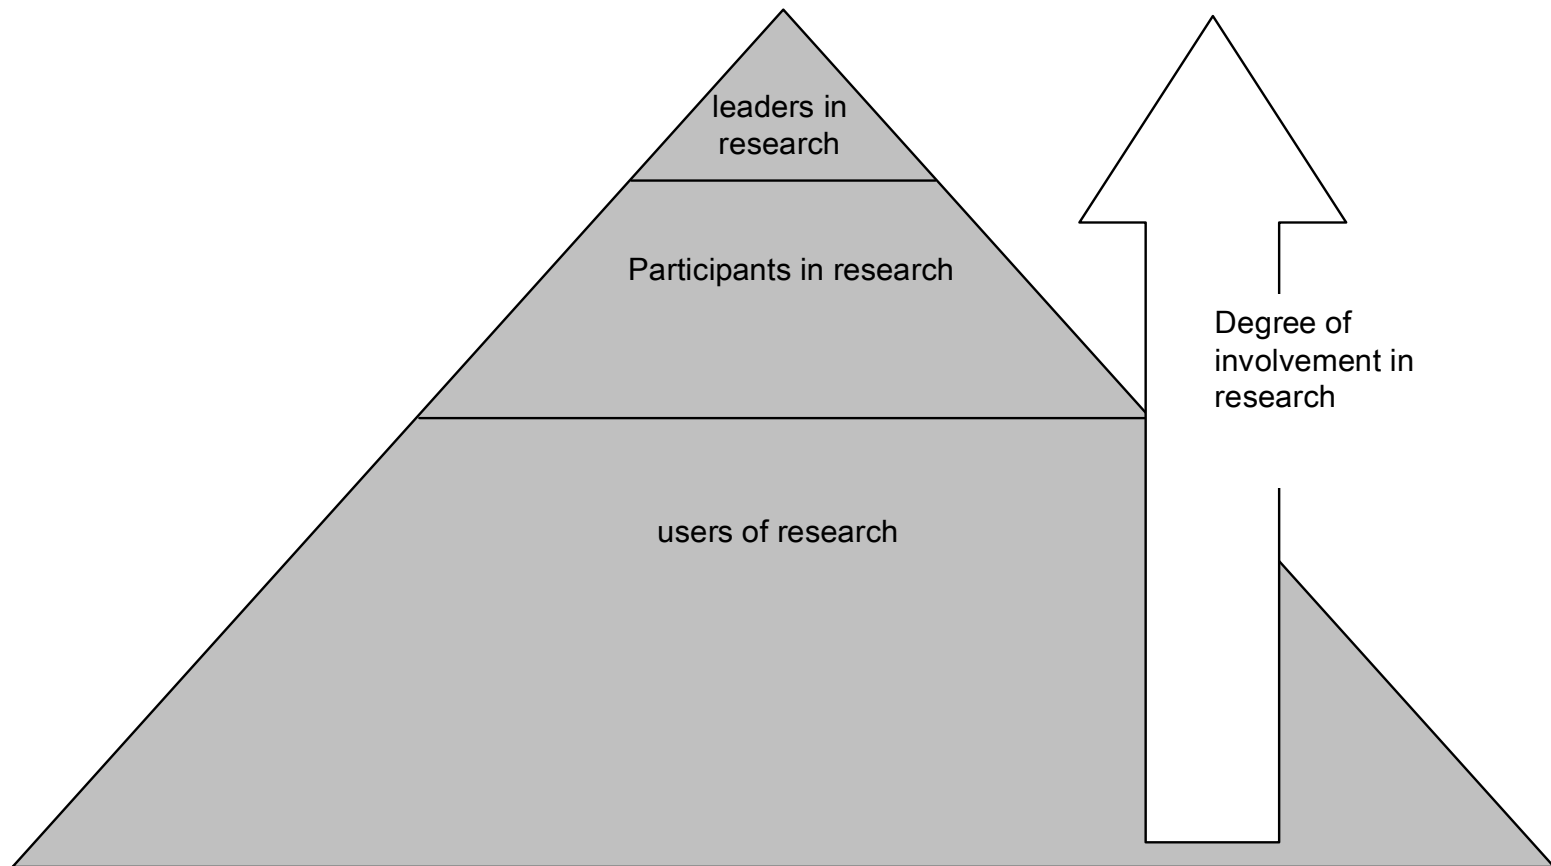 leaders in
research
Participants in research
Degree of
involvement in
research
users of research